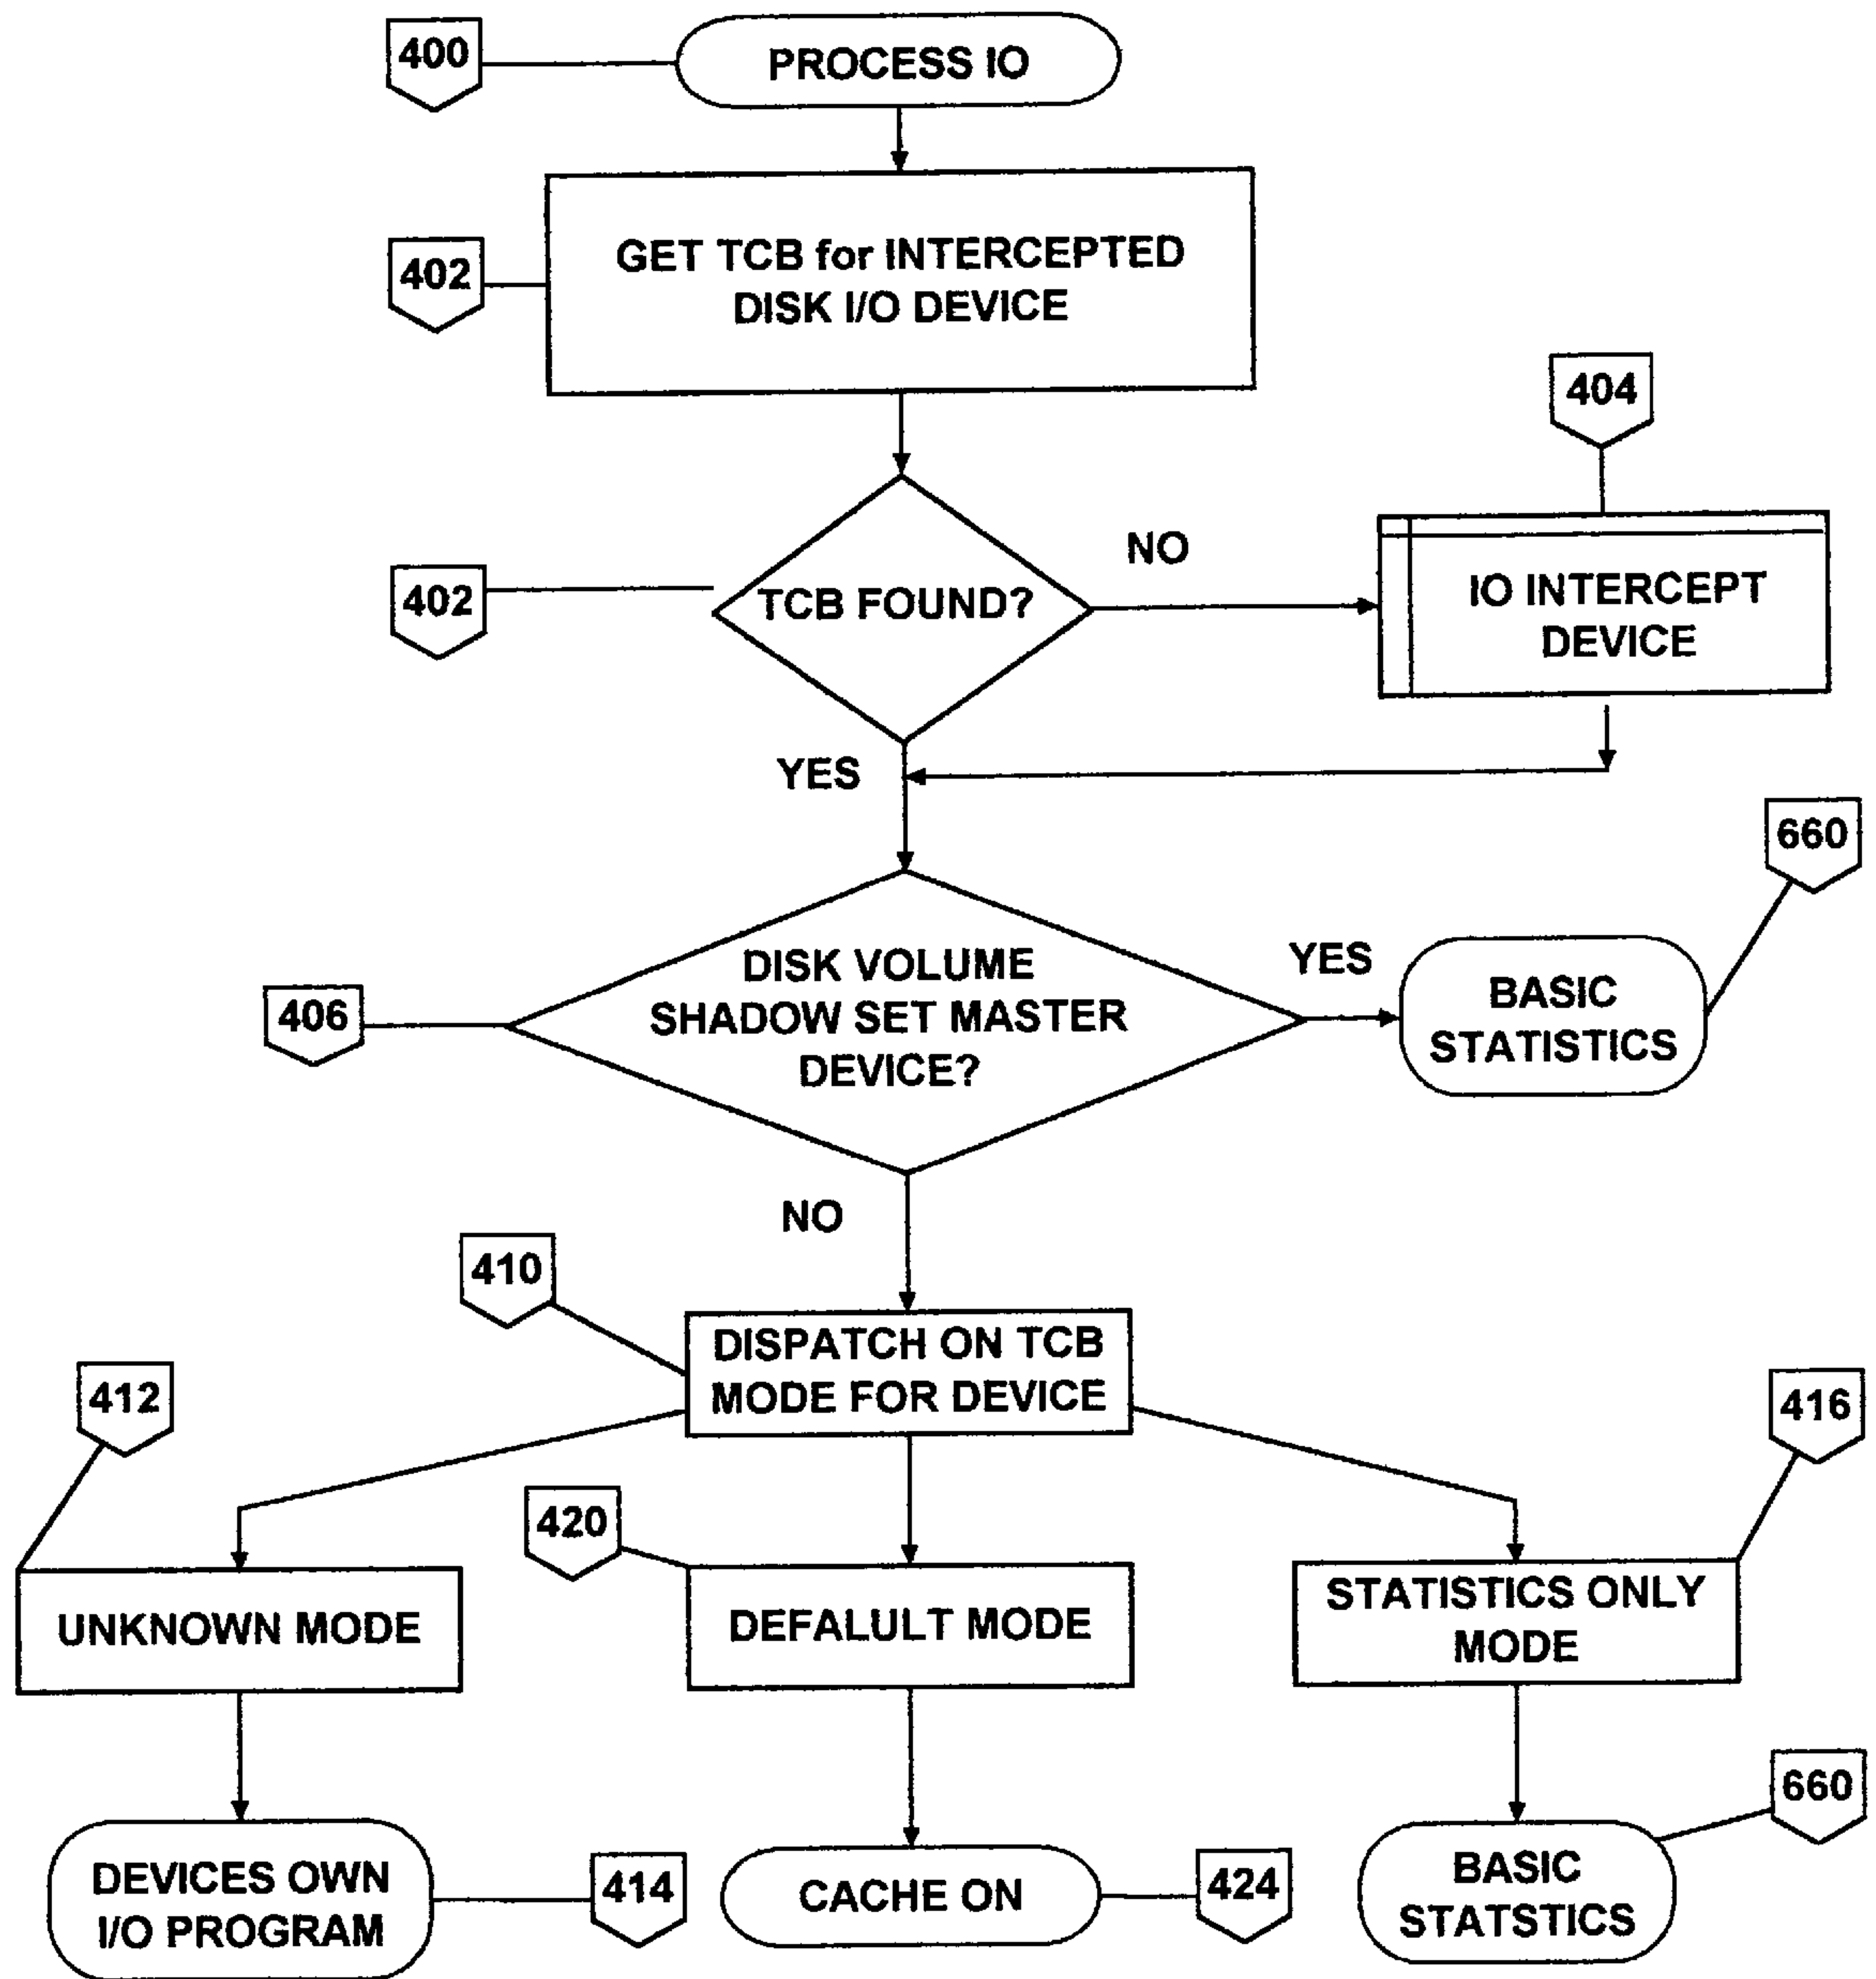 400
PROCESS IO
402
GET TCB for INTERCEPTED
DISK I/O DEVICE
404
402
TCB FOUND?
NO
IO INTERCEPT
DEVICE
YES
660
406
DISK VOLUME
SHADOW SET MASTER
DEVICE?
YES
BASIC
STATISTICS
NO
410
DISPATCH ON TCB
MODE FOR DEVICE
412
416
420
UNKNOWN MODE
DEFALULT MODE
STATISTICS ONLY
MODE
660
DEVICES OWN
I/O PROGRAM
414
CACHE ON
424
BASIC
STATSTICS